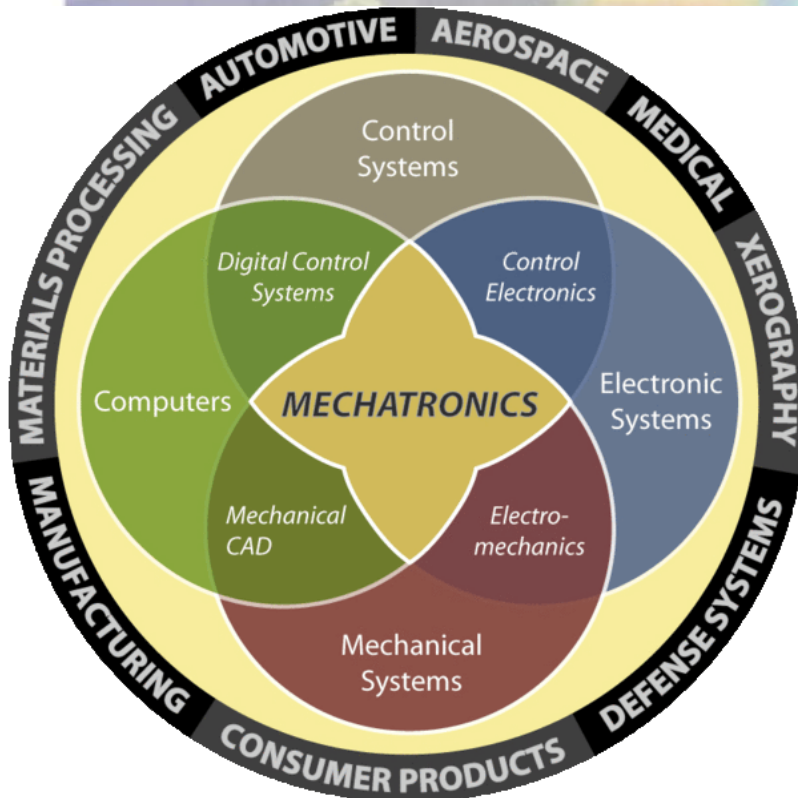 AUTOMOTIVE
AEROSPACE
MEDICAL
XEROGRAPHY
DEFENSE SYSTEMS
CONSUMER PRODUCTS
MANUFACTURING
MATERIALS PROCESSING
Control
Systems
Digital Control
Systems
Control
Electronics
Computers
MECHATRONICS
Electronic
Systems
Mechanical
CAD
Electro-
mechanics
Mechanical
Systems